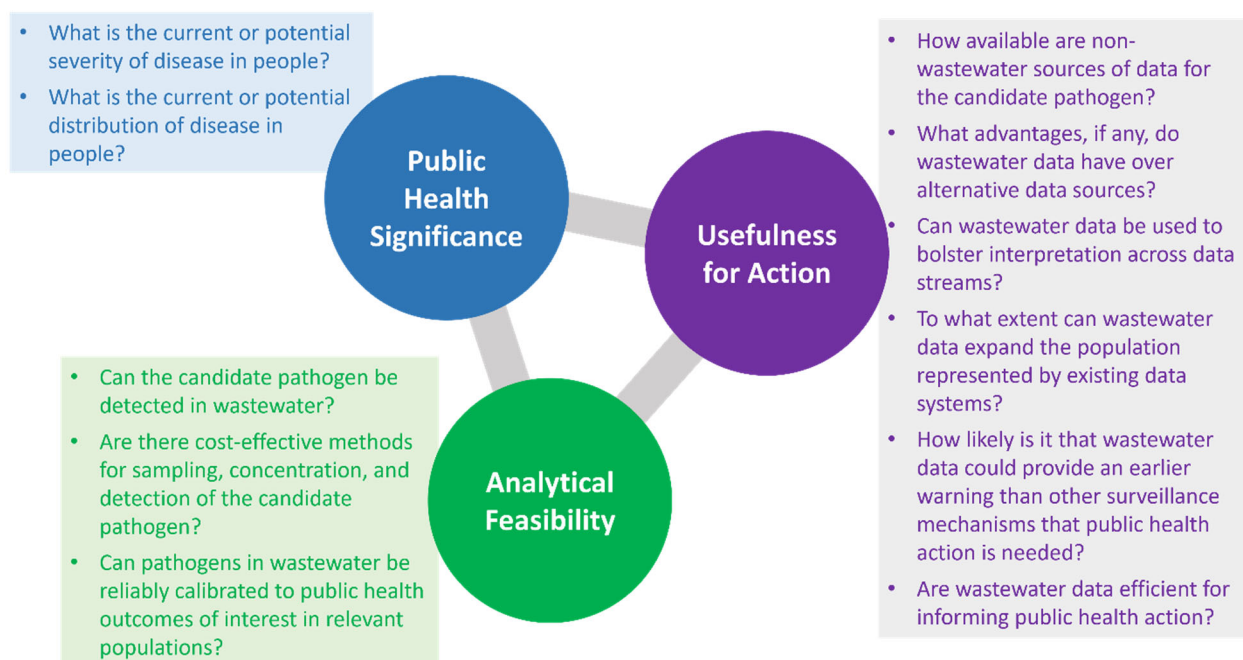 • What is the current or potential
severity of disease in people?
• What is the current or potential
distribution of disease in
people?
Public
Health
Significance
Usefulness
for Action
• How available are non-
wastewater sources of data for
the candidate pathogen?
• What advantages, if any, do
wastewater data have over
alternative data sources?
• Can wastewater data be used to
bolster interpretation across data
streams?
• To what extent can wastewater
data expand the population
represented by existing data
systems?
• How likely is it that wastewater
data could provide an earlier
warning than other surveillance
mechanisms that public health
action is needed?
• Are wastewater data efficient for
informing public health action?
• Can the candidate pathogen be
detected in wastewater?
• Are there cost-effective methods
for sampling, concentration, and
detection of the candidate
pathogen?
• Can pathogens in wastewater be
reliably calibrated to public health
outcomes of interest in relevant
populations?
Analytical
Feasibility